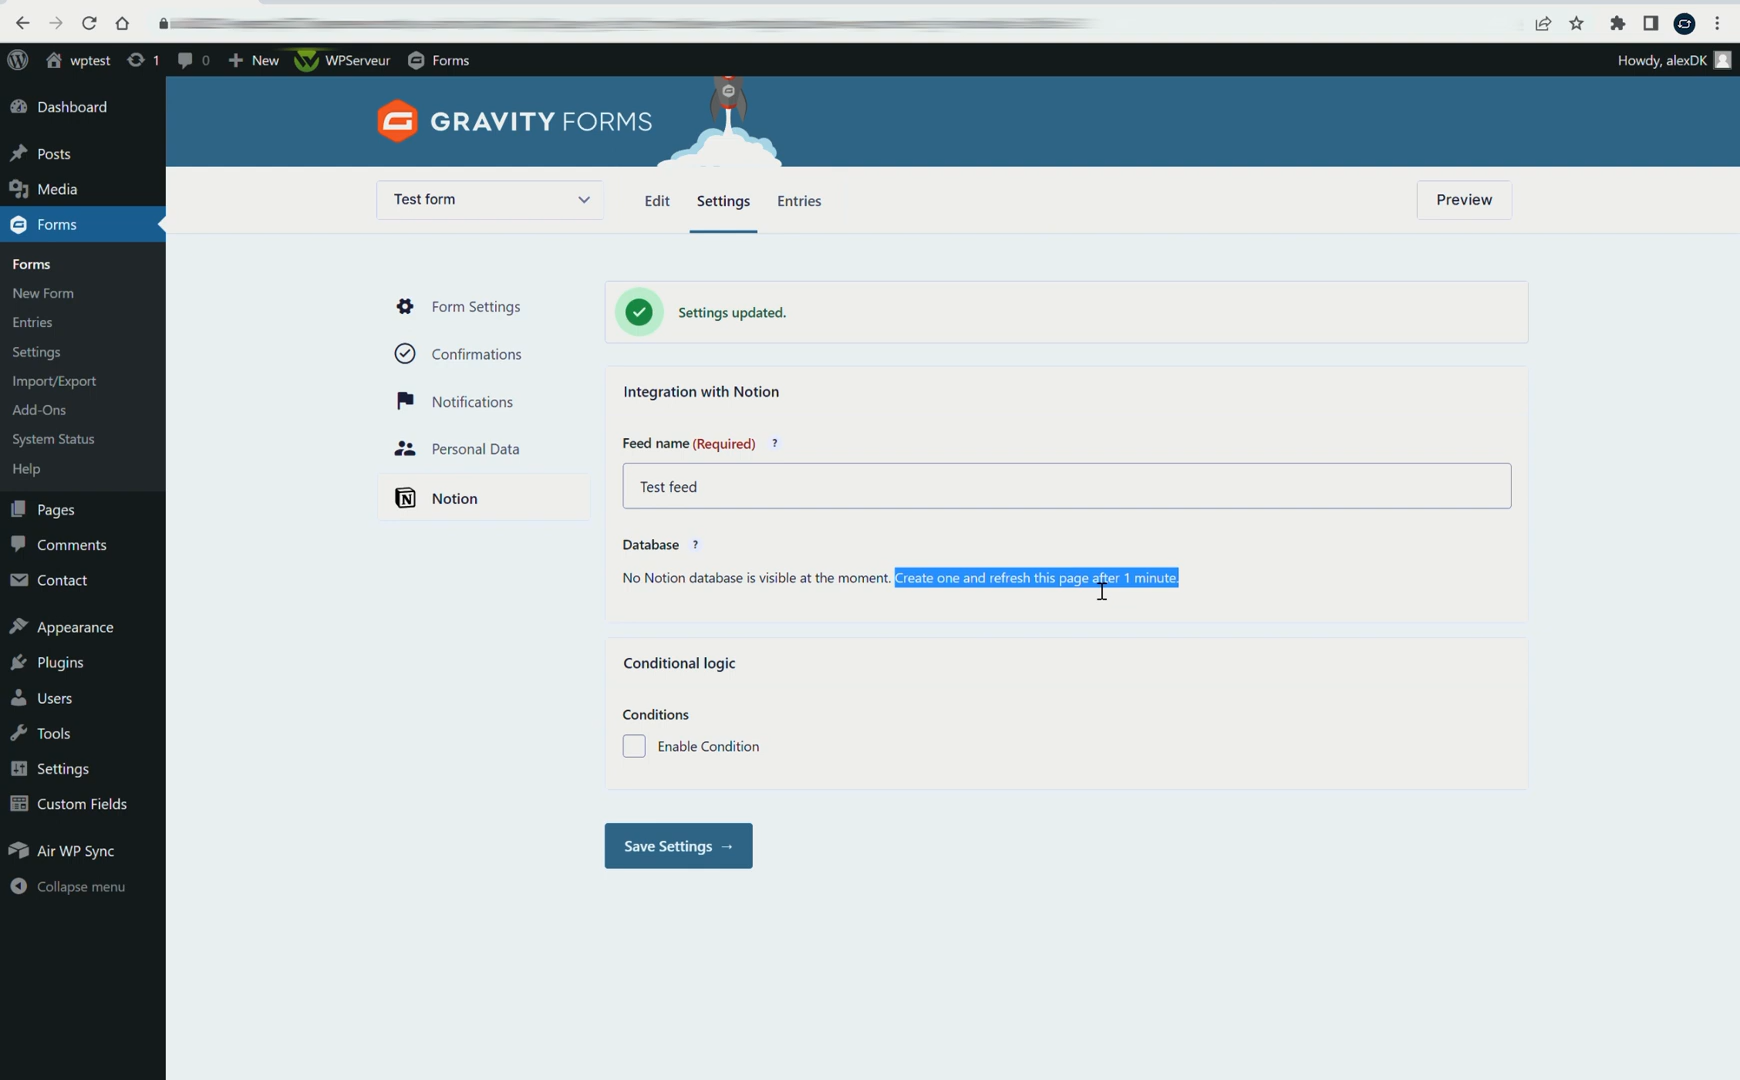 wptest
1
0
New
WPServeur
Forms
Howdy, alexDK
Dashboard
Posts
Media
Forms
Forms
New Form
Entries
Settings
Import/Export
Add-Ons
System Status
Help
Pages
Comments
Contact
Appearance
Plugins
Users
Tools
Settings
Custom Fields
Air WP Sync
Collapse menu
GRAVITY FORMS
Test form
Edit
Settings
Entries
Preview
Form Settings
Confirmations
Notifications
Personal Data
Notion
Settings updated.
Integration with Notion
Feed name (Required) ?
Test feed
Database ?
No Notion database is visible at the moment. Create one and refresh this page after 1 minute.
Conditional logic
Conditions
Enable Condition
Save Settings →